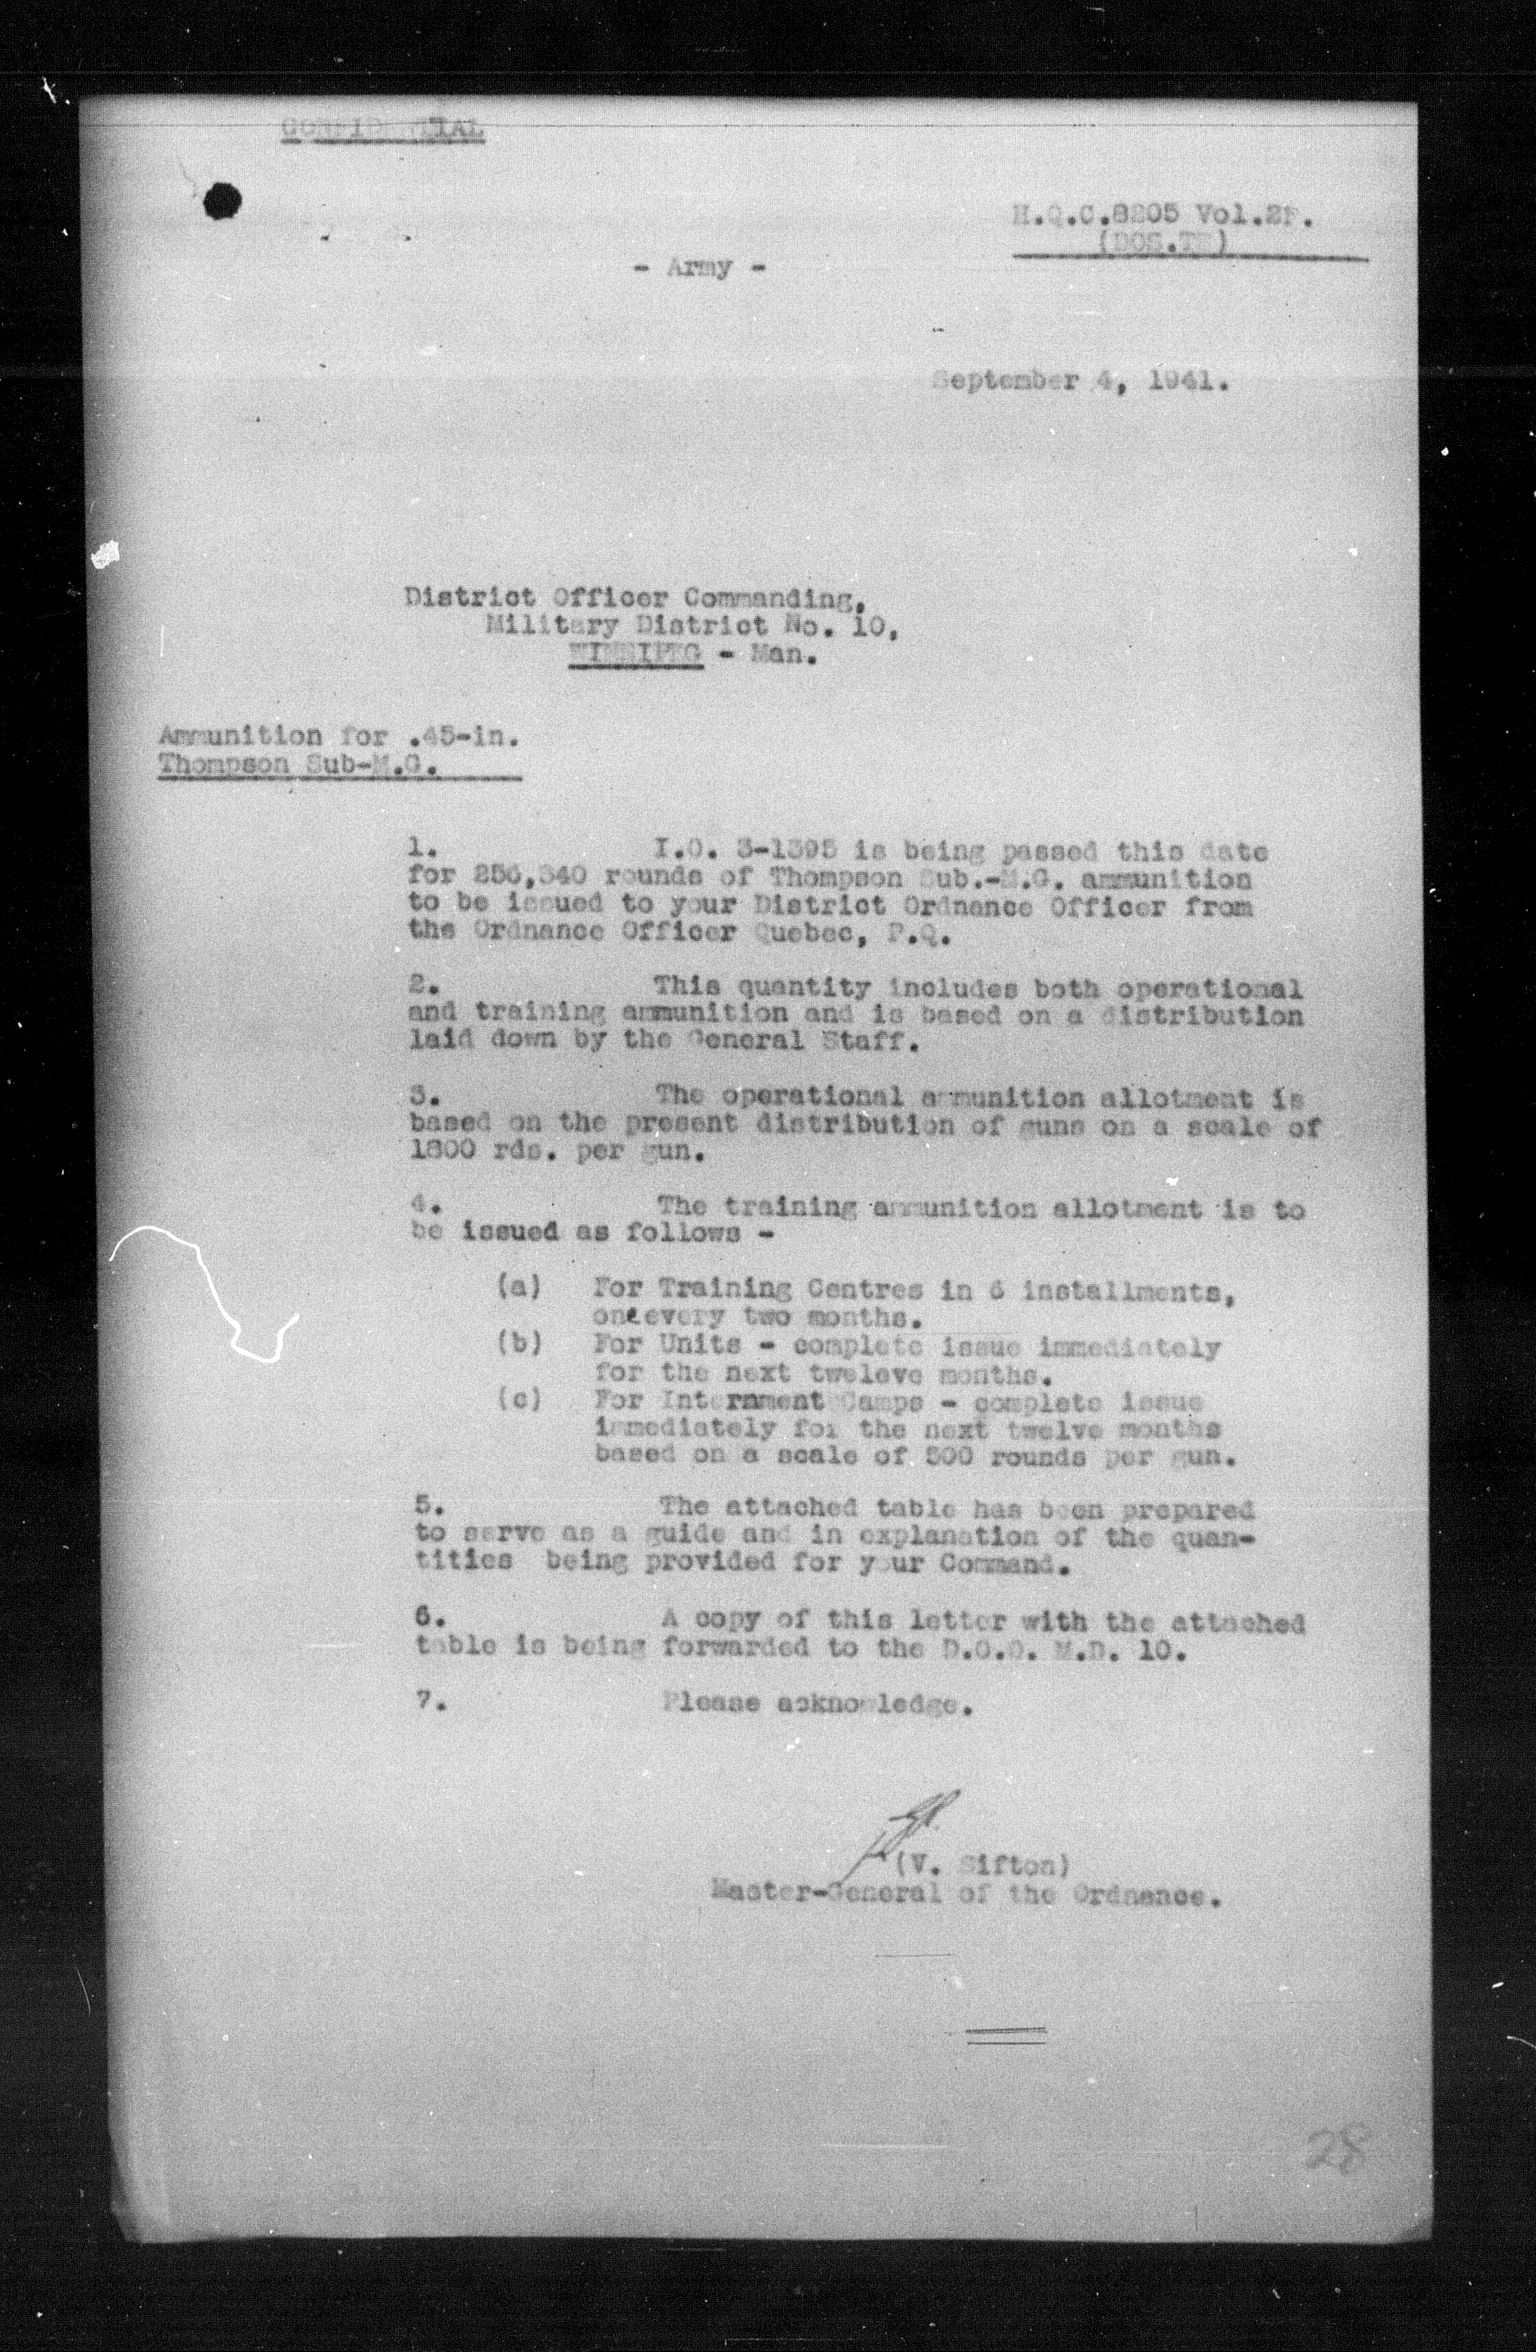 CONFIDENTIAL
H.Q.C.8205 Vol.2F.
(DOS.TE)
- Army -
September 4, 1941.
District Officer Commanding,
Military District No. 10,
WINNIPEG - Man.
Ammunition for .45-in.
Thompson Sub-M.G.
1. I.O. 3-1395 is being passed this date
for 256,340 rounds of Thompson Sub.-M.G. ammunition
to be issued to your District Ordnance Officer from
the Ordnance Officer Quebec, P.Q.
2. This quantity includes both operational
and training ammunition and is based on a distribution
laid down by the General Staff.
3. The operational ammunition allotment is
based on the present distribution of guns on a scale of
1800 rds. per gun.
4. The training ammunition allotment is to
be issued as follows -
(a) For Training Centres in 6 installments,
one every two months.
(b) For Units - complete issue immediately
for the next tweleve months.
(c) For Internment Camps - complete issue
immediately for the next twelve months
based on a scale of 500 rounds per gun.
5. The attached table has been prepared
to serve as a guide and in explanation of the quan-
tities being provided for your Command.
6. A copy of this letter with the attached
table is being forwarded to the D.O.O. M.D. 10.
7. Please acknowledge.
(V. Sifton)
Master-General of the Ordnance.
28